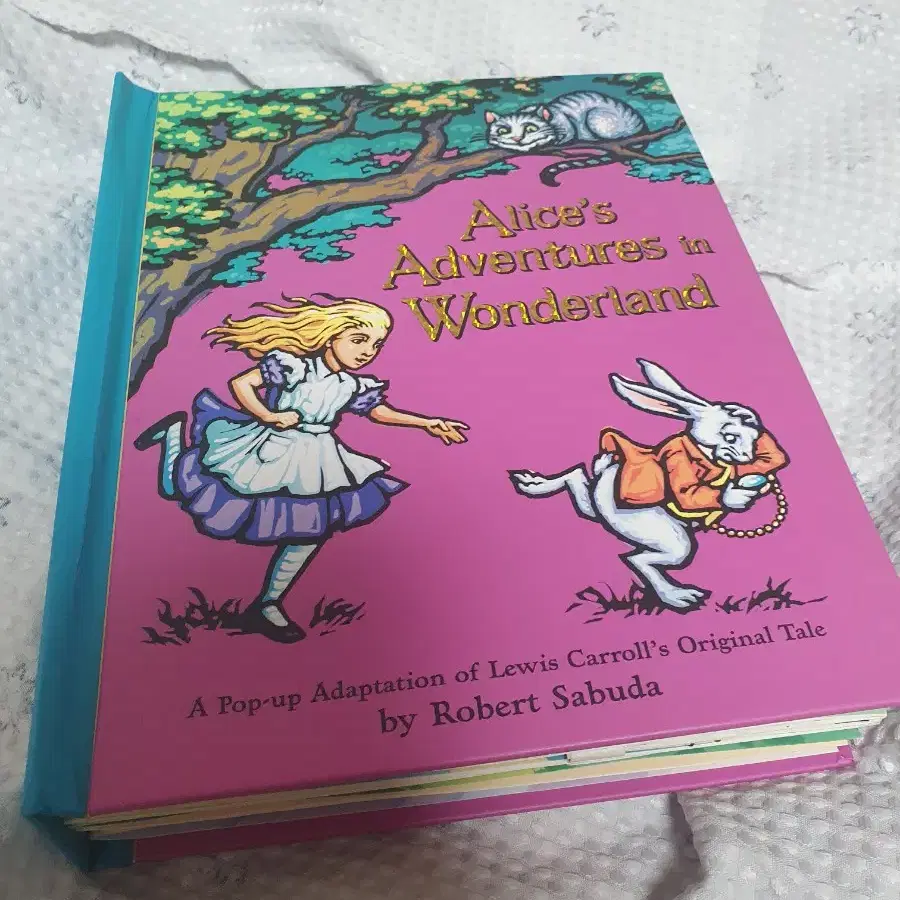 Alice's
Adventures in
Wonderland
A Pop-up Adaptation of Lewis Carroll's Original Tale
by Robert Sabuda